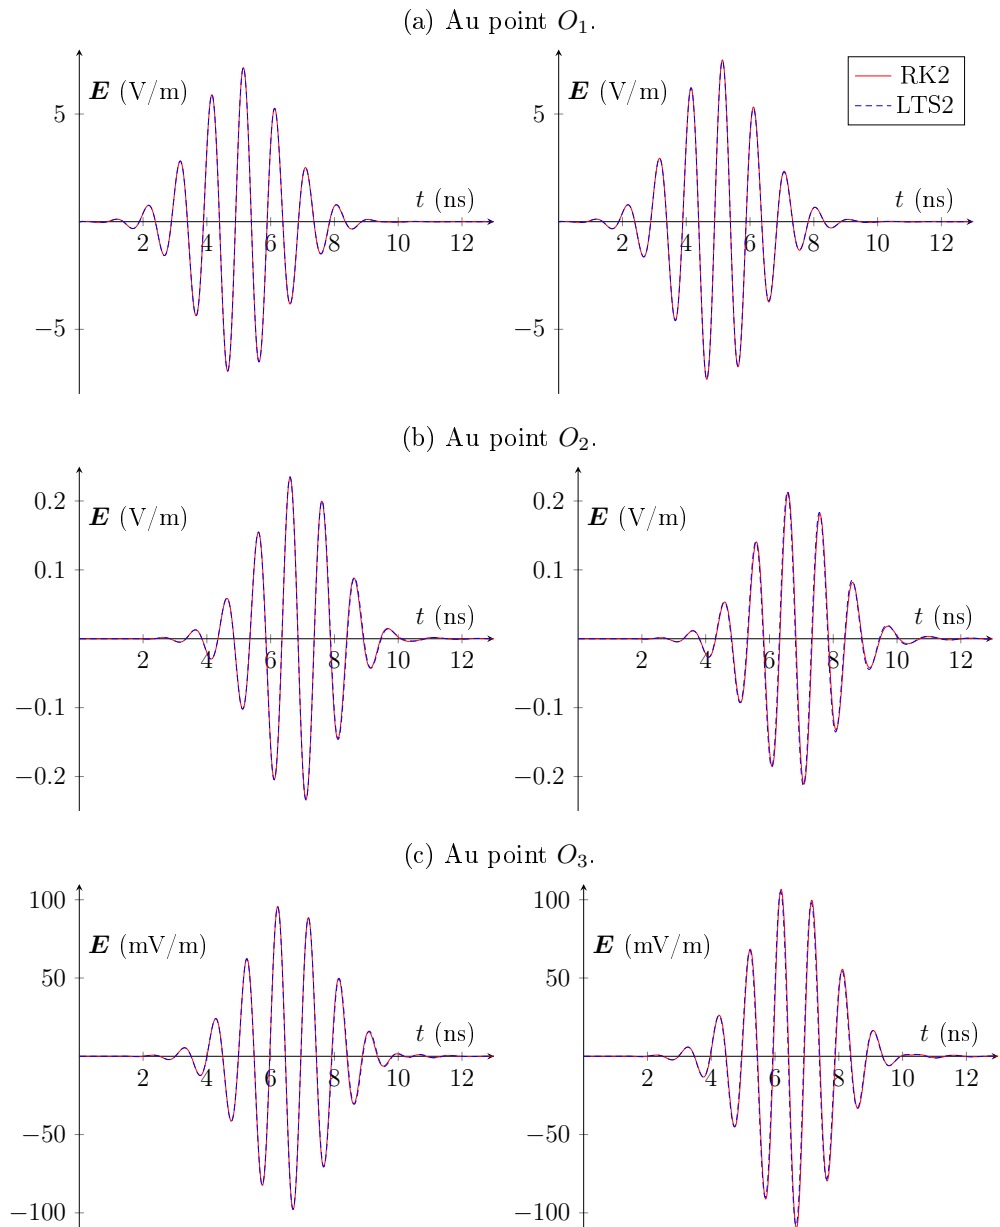 (a) Au point O₁.
E (V/m)
5
−5
2 4 6 8 10 12
t (ns)
E (V/m)
5
−5
2 4 6 8 10 12
t (ns)
RK2
LTS2
(b) Au point O₂.
E (V/m)
0.2
0.1
−0.1
−0.2
2 4 6 8 10 12
t (ns)
E (V/m)
0.2
0.1
−0.1
−0.2
2 4 6 8 10 12
t (ns)
(c) Au point O₃.
E (mV/m)
100
50
−50
−100
2 4 6 8 10 12
t (ns)
E (mV/m)
100
50
−50
−100
2 4 6 8 10 12
t (ns)